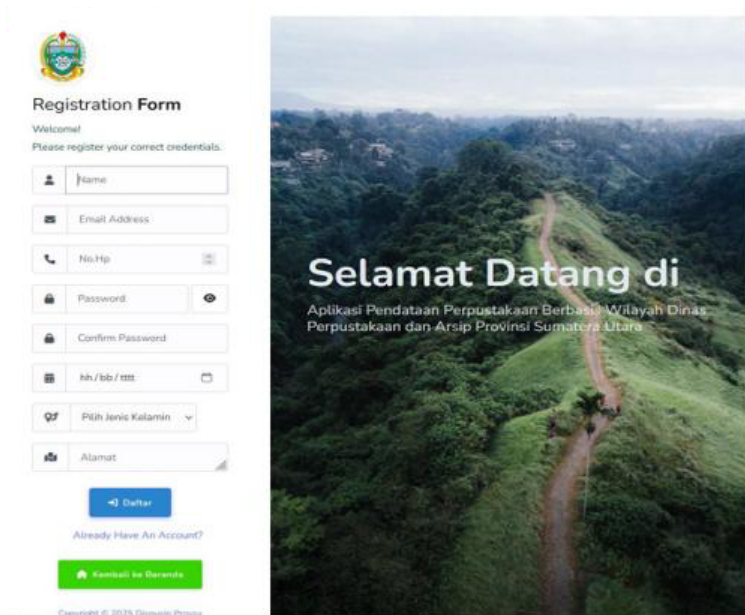 Registration Form
Welcome!
Please register your correct credentials.
Name
Email Address
No.Hp
Password
Confirm Password
hh/bb/tttt
Pilih Jenis Kelamin
Alamat
Daftar
Already Have An Account?
Kembali ke Beranda
Copyright © 2025
Selamat Datang di
Aplikasi Pendataan Perpustakaan Berbasis Wilayah Dinas
Perpustakaan dan Arsip Provinsi Sumatera Utara